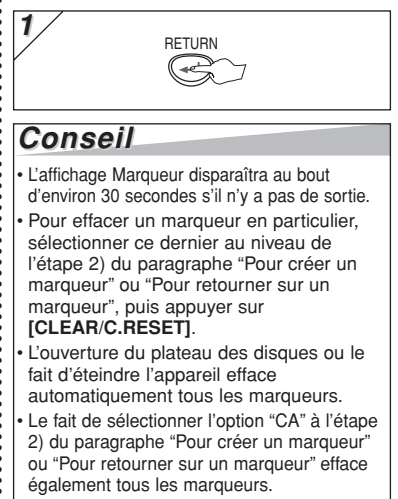 1
RETURN
Conseil
• L’affichage Marqueur disparaîtra au bout
d’environ 30 secondes s’il n’y a pas de sortie.
• Pour effacer un marqueur en particulier,
sélectionner ce dernier au niveau de
l’étape 2) du paragraphe “Pour créer un
marqueur” ou “Pour retourner sur un
marqueur”, puis appuyer sur
[CLEAR/C.RESET].
• L’ouverture du plateau des disques ou le
fait d’éteindre l’appareil efface
automatiquement tous les marqueurs.
• Le fait de sélectionner l’option “CA” à l’étape
2) du paragraphe “Pour créer un marqueur”
ou “Pour retourner sur un marqueur” efface
également tous les marqueurs.